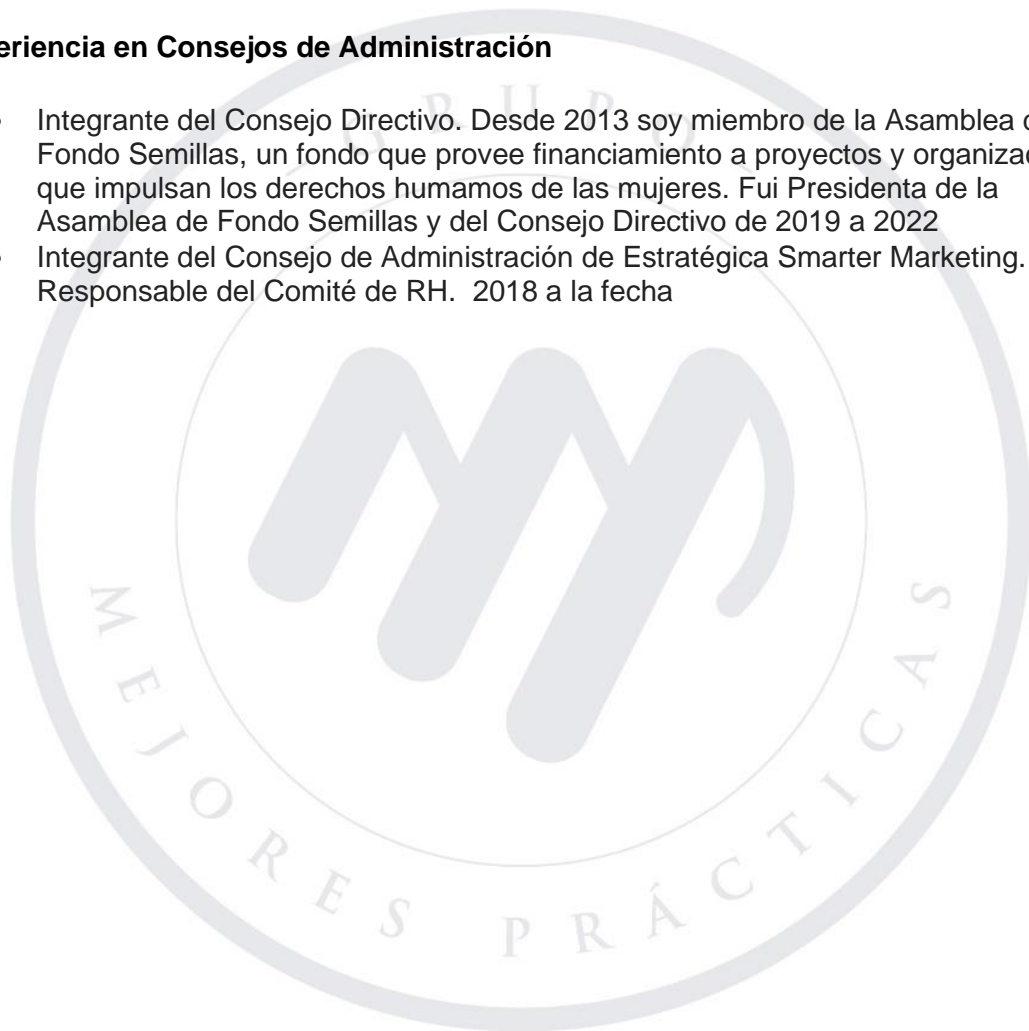 eriencia en Consejos de Administración
• Integrante del Consejo Directivo. Desde 2013 soy miembro de la Asamblea
Fondo Semillas, un fondo que provee financiamiento a proyectos y
que impulsan los derechos humamos de las mujeres. Fui Presidenta de la
Asamblea de Fondo Semillas y del Consejo Directivo de 2019 a 2022
• Integrante del Consejo de Administración de Estratégica Smarter Marketing.
Responsable del Comité de RH. 2018 a la fecha
GRUPO
MEJORES PRÁCTICAS